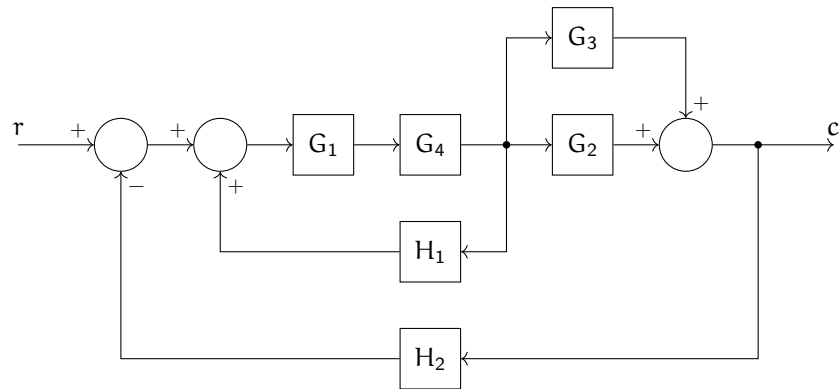 G₃
+
r + + G₁ G₄ G₂ + c
− +
H₁
H₂